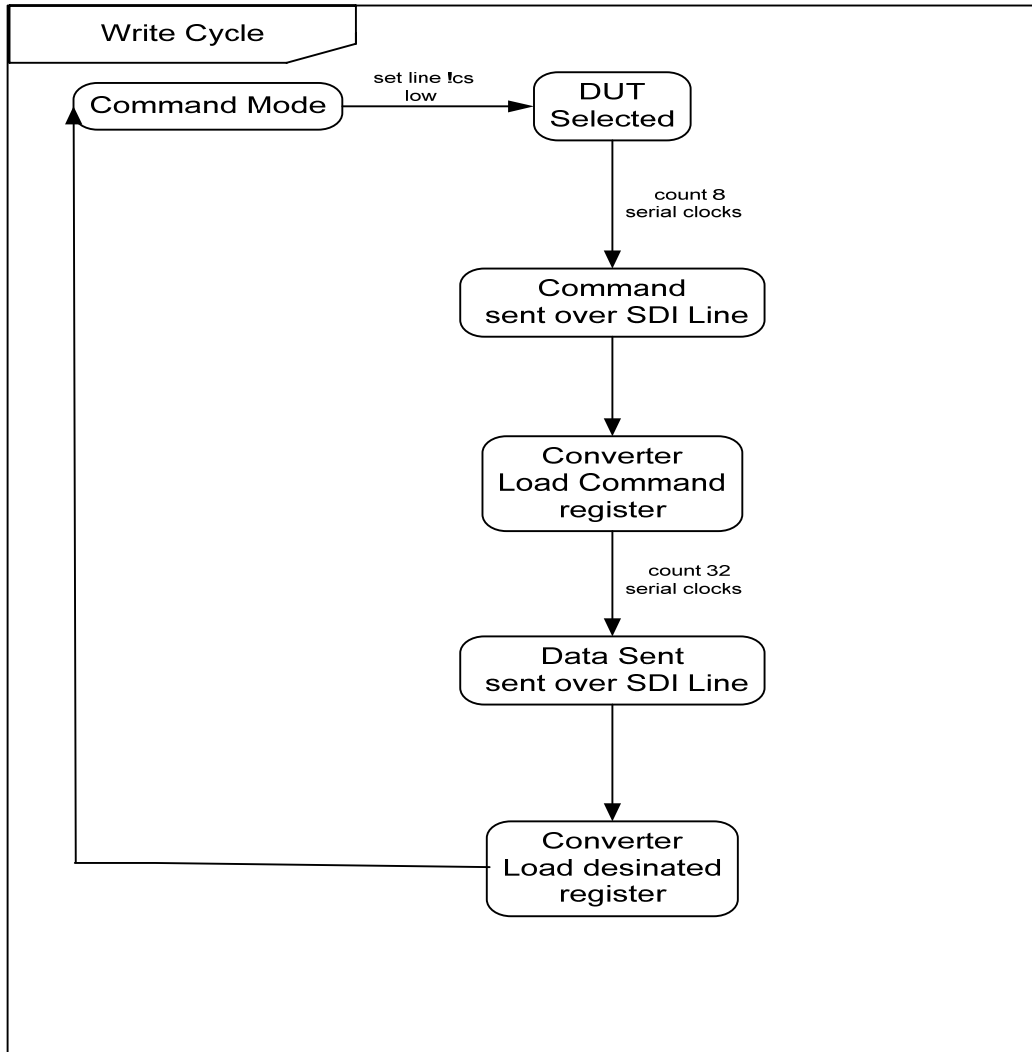 Write Cycle
Command Mode
set line !cs
low
DUT
Selected
count 8
serial clocks
Command
sent over SDI Line
Converter
Load Command
register
count 32
serial clocks
Data Sent
sent over SDI Line
Converter
Load desinated
register